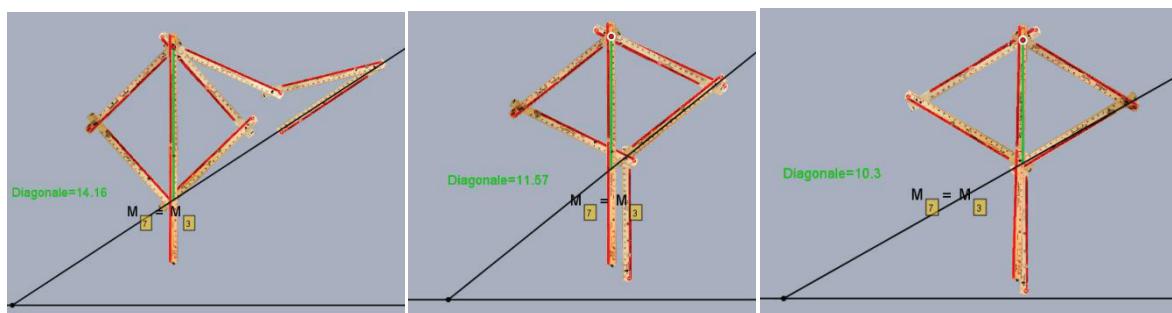 Diagonale=14.16
M = M
7 3
Diagonale=11.57
M = M
7 3
Diagonale=10.3
M = M
7 3